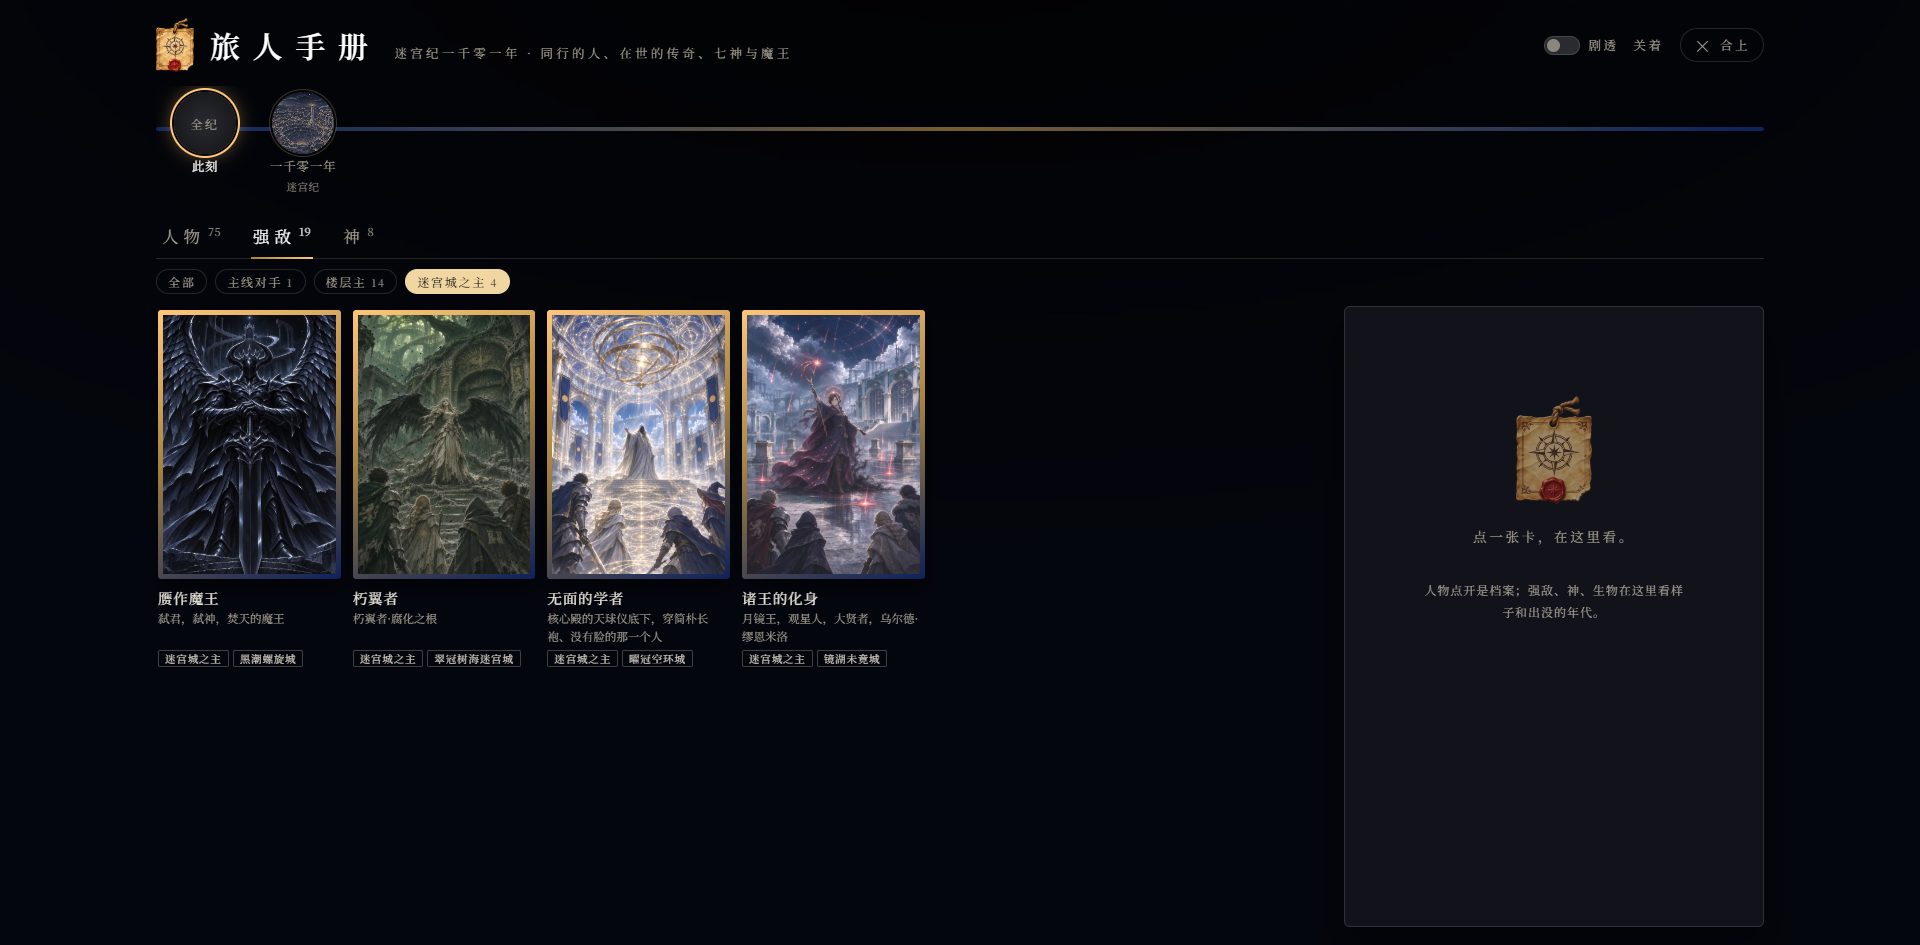 旅人手册
迷宫纪一千零一年 · 同行的人、在世的传奇、七神与魔王
剧透 关着
合上
全纪
此刻
一千零一年
迷宫纪
人物 75
强敌 19
神 8
全部
主线对手 1
楼层主 14
迷宫城之主 4
赝作魔王
弑君，弑神，焚天的魔王
迷宫城之主 黑潮螺旋城
朽翼者
朽翼者·腐化之根
迷宫城之主 翠冠树海迷宫城
无面的学者
核心殿的天球仪底下，穿简朴长
袍、没有脸的那一个人
迷宫城之主 曜冠空环城
诸王的化身
月镜王，观星人，大贤者，乌尔德·
缪恩米洛
迷宫城之主 镜湖未竟城
点一张卡，在这里看。
人物点开是档案；强敌、神、生物在这里看样
子和出没的年代。